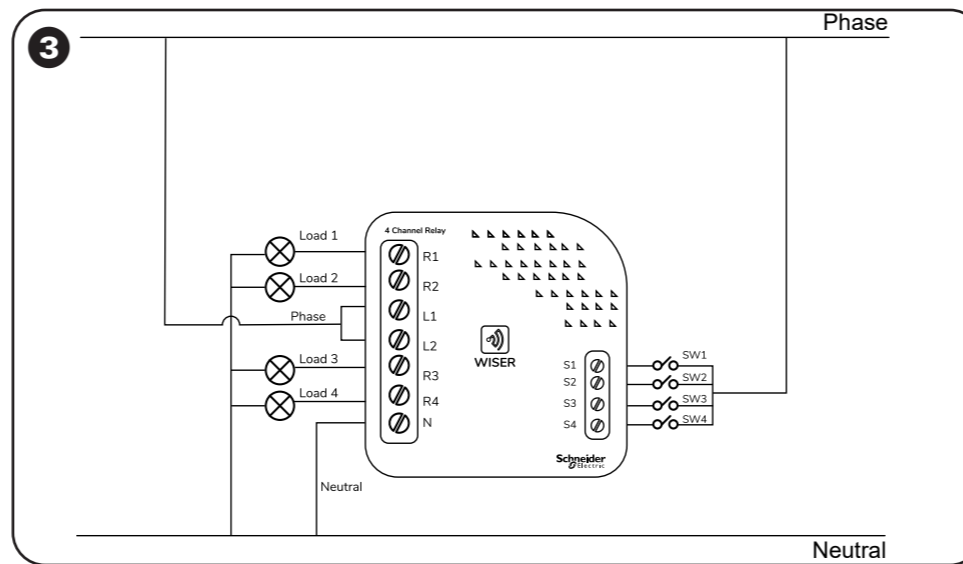 3
Phase
4 Channel Relay
Load 1
R1
Load 2
R2
Phase
L1
L2
Load 3
R3
Load 4
R4
N
Neutral
WISER
S1
SW1
S2
SW2
S3
SW3
S4
SW4
Schneider
Electric
Neutral